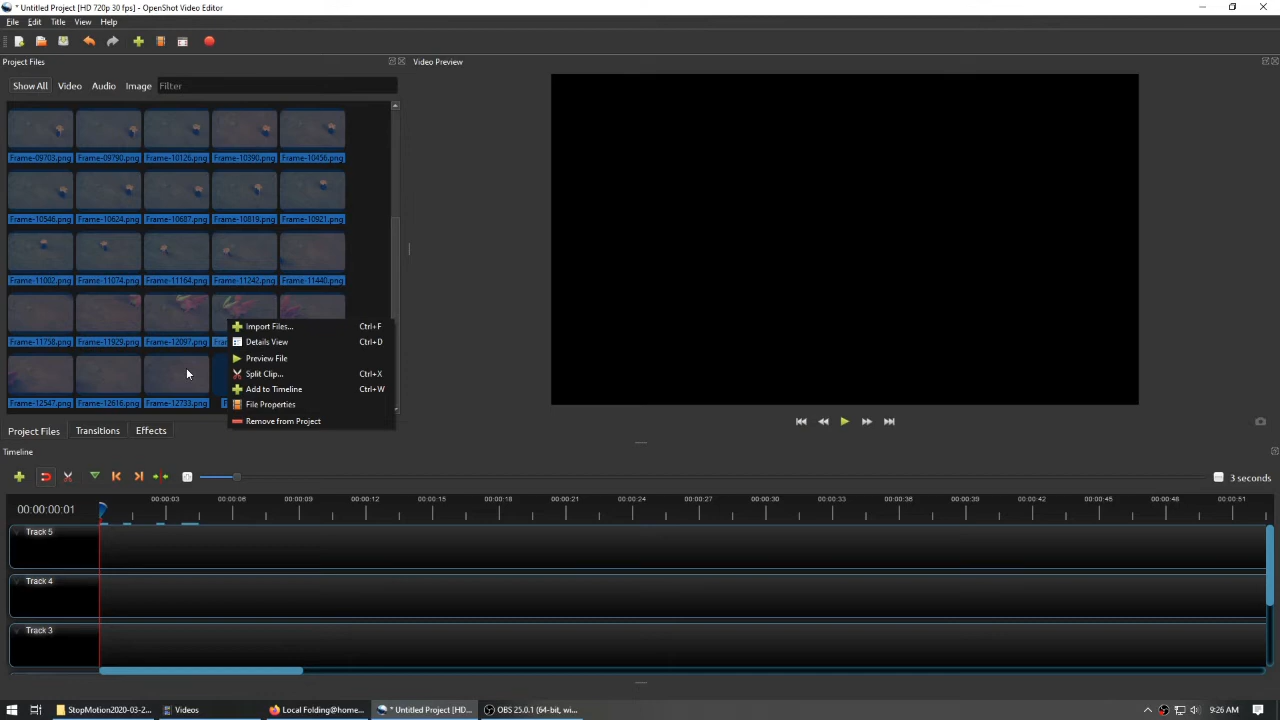 * Untitled Project [HD 720p 30 fps] - OpenShot Video Editor
File Edit Title View Help
Project Files
Video Preview
Show All Video Audio Image Filter
Frame-09703.png Frame-09790.png Frame-10126.png Frame-10390.png Frame-10456.png
Frame-10546.png Frame-10624.png Frame-10687.png Frame-10819.png Frame-10921.png
Frame-11002.png Frame-11074.png Frame-11164.png Frame-11242.png Frame-11440.png
Frame-11758.png Frame-11929.png Frame-12097.png
Frame-12547.png Frame-12616.png Frame-12733.png
Import Files... Ctrl+F
Details View Ctrl+D
Preview File
Split Clip... Ctrl+X
Add to Timeline Ctrl+W
File Properties
Remove from Project
Project Files Transitions Effects
Timeline
3 seconds
00:00:00:01
00:00:03 00:00:06 00:00:09 00:00:12 00:00:15 00:00:18 00:00:21 00:00:24 00:00:27 00:00:30 00:00:33 00:00:36 00:00:39 00:00:42 00:00:45 00:00:48 00:00:51
Track 5
Track 4
Track 3
StopMotion2020-03-2... Videos Local Folding@home... * Untitled Project [HD... OBS 25.0.1 (64-bit, wi... 9:26 AM